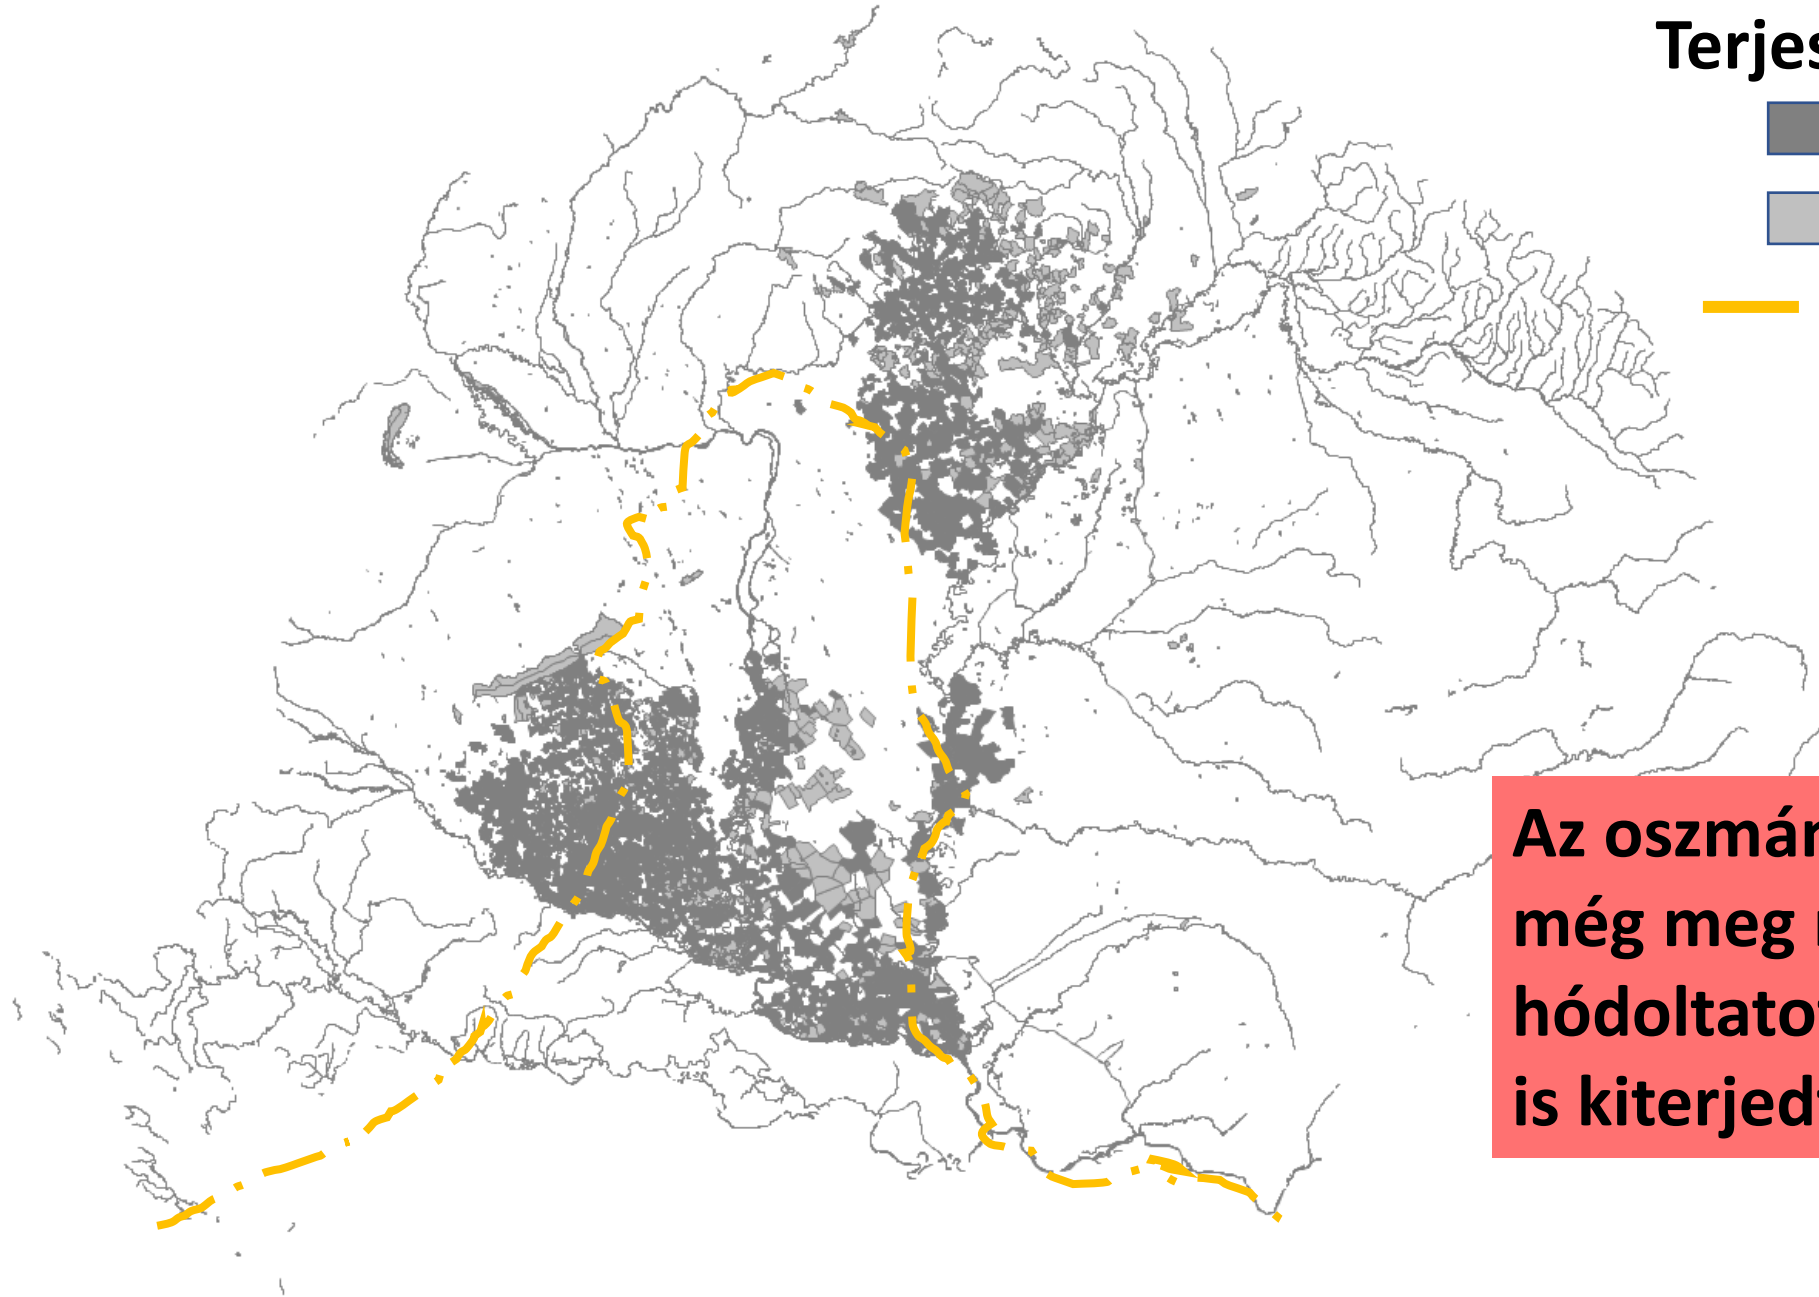 Terjes
Az oszmán
még meg
hódoltato
is kiterjed